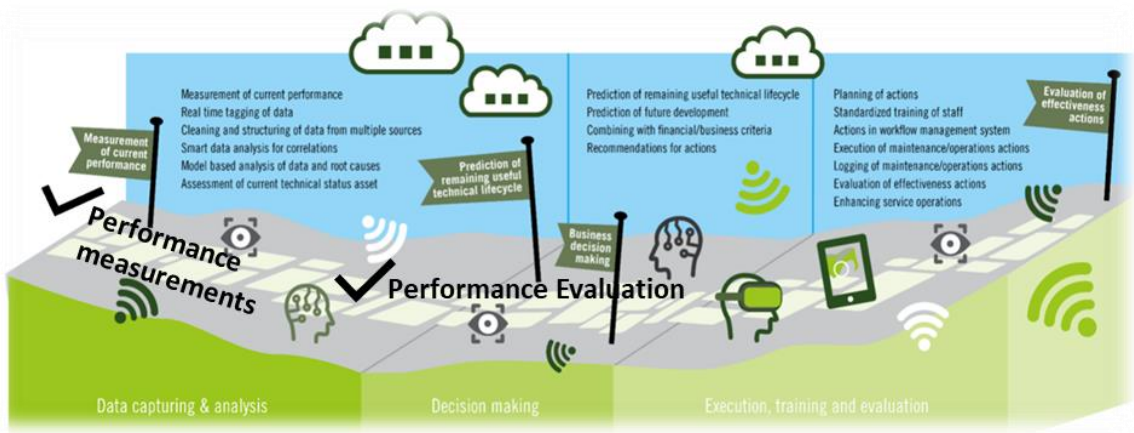 Measurement of current performance
Real time tagging of data
Cleaning and structuring of data from multiple sources
Smart data analysis for correlations
Model based analysis of data and root causes
Assessment of current technical status asset
Prediction of remaining useful technical lifecycle
Prediction of future development
Combining with financial/business criteria
Recommendations for actions
Planning of actions
Standardized training of staff
Actions in workflow management system
Execution of maintenance/operations actions
Logging of maintenance/operations actions
Evaluation of effectiveness actions
Enhancing service operations
Measurement
of current
performance
Prediction of
remaining useful
technical lifecycle
Business
decision
making
Evaluation of
effectiveness
actions
Performance
measurements
Performance Evaluation
Data capturing & analysis
Decision making
Execution, training and evaluation